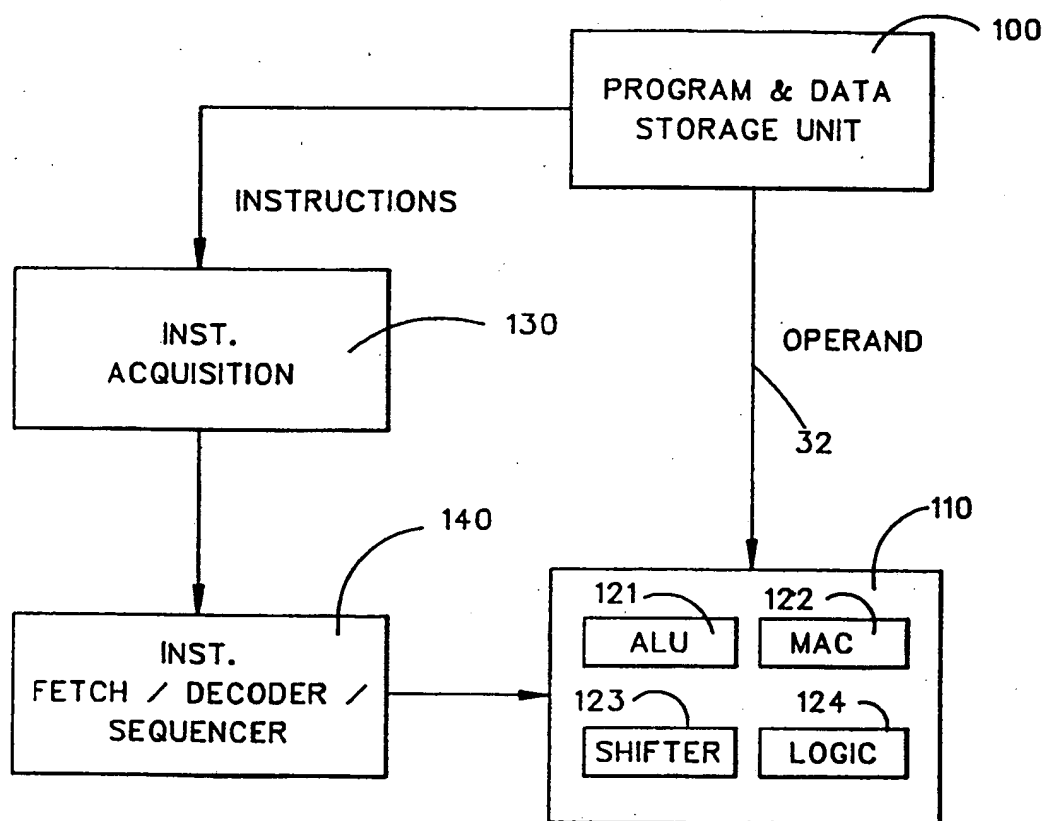 100
PROGRAM & DATA
STORAGE UNIT
INSTRUCTIONS
INST.
ACQUISITION
130
OPERAND
32
140
110
INST.
FETCH / DECODER /
SEQUENCER
121
122
ALU
MAC
123
124
SHIFTER
LOGIC